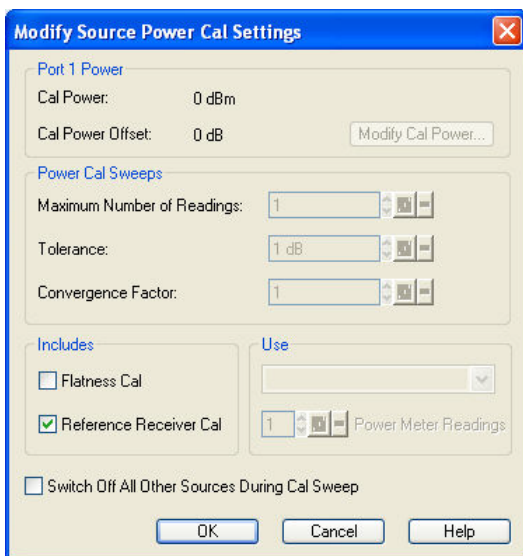 Modify Source Power Cal Settings
Port 1 Power
Cal Power: 0 dBm
Cal Power Offset: 0 dB Modify Cal Power...
Power Cal Sweeps
Maximum Number of Readings: 1
Tolerance: 1 dB
Convergence Factor: 1
Includes
Flatness Cal
Reference Receiver Cal
Use
1 Power Meter Readings
Switch Off All Other Sources During Cal Sweep
OK Cancel Help